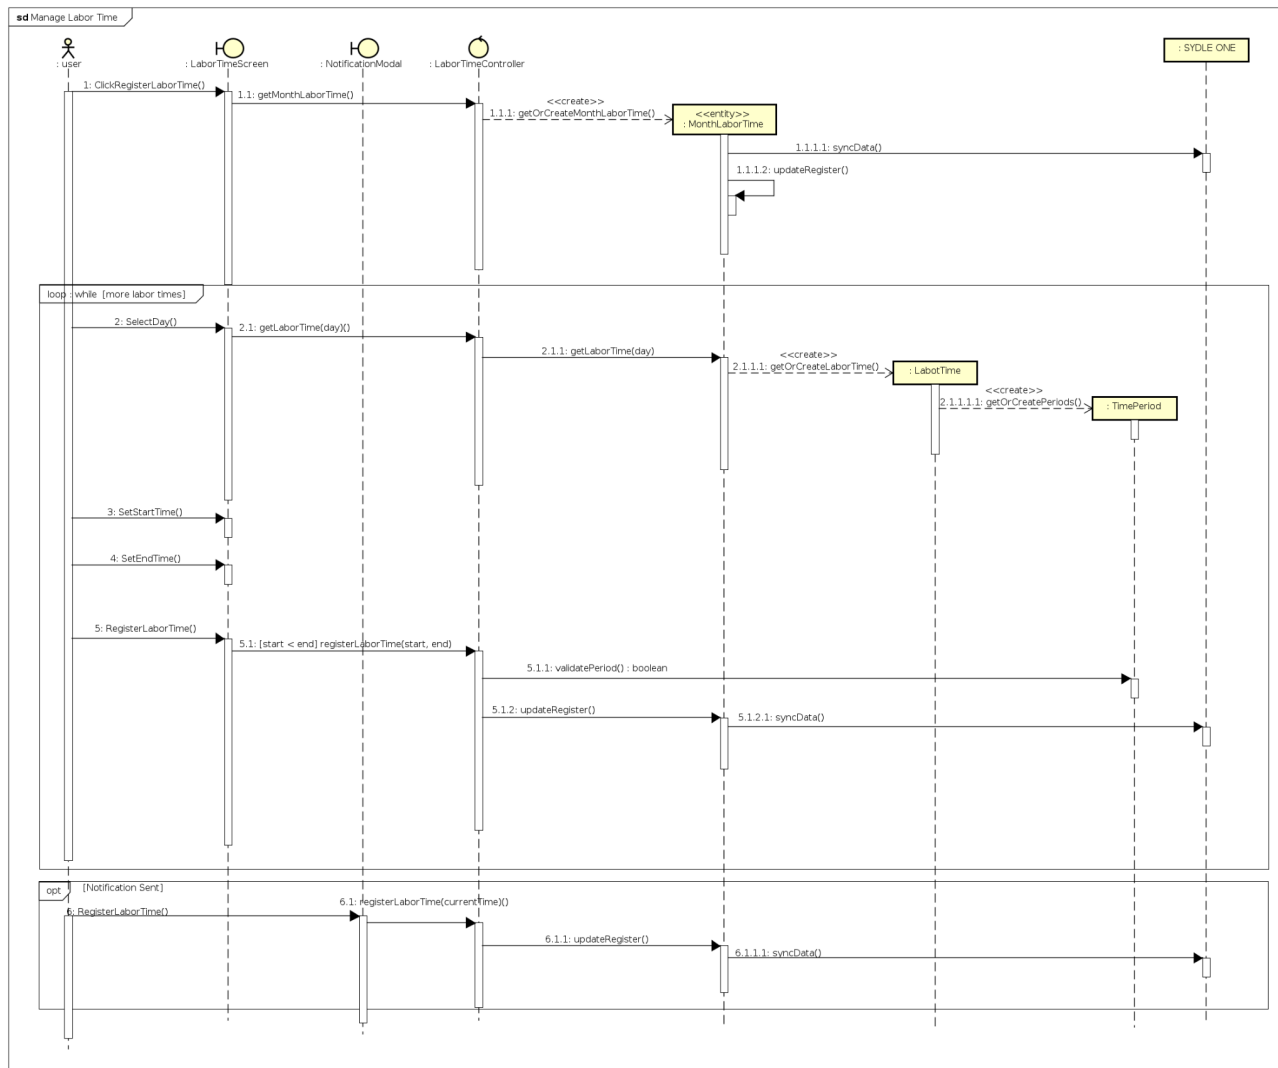 sd Manage Labor Time
: user
: LaborTimeScreen
: NotificationModal
: LaborTimeController
: SYDLE ONE
1: ClickRegisterLaborTime()
1.1: getMonthLaborTime()
<<create>>
1.1.1: getOrCreateMonthLaborTime()
<<entity>>
: MonthLaborTime
1.1.1.1: syncData()
1.1.1.2: updateRegister()
loop : while [more labor times]
2: SelectDay()
2.1: getLaborTime(day)()
2.1.1: getLaborTime(day)
<<create>>
2.1.1.1: getOrCreateLaborTime()
: LabotTime
<<create>>
2.1.1.1.1: getOrCreatePeriods()
: TimePeriod
3: SetStartTime()
4: SetEndTime()
5: RegisterLaborTime()
5.1: [start < end] registerLaborTime(start, end)
5.1.1: validatePeriod() : boolean
5.1.2: updateRegister()
5.1.2.1: syncData()
opt [Notification Sent]
6: RegisterLaborTime()
6.1: registerLaborTime(currentTime)()
6.1.1: updateRegister()
6.1.1.1: syncData()